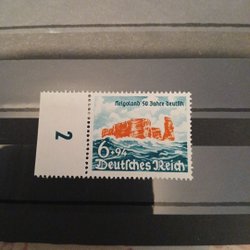 Helgoland 50 Jahre deutsch
6+94
Deutsches Reich
2